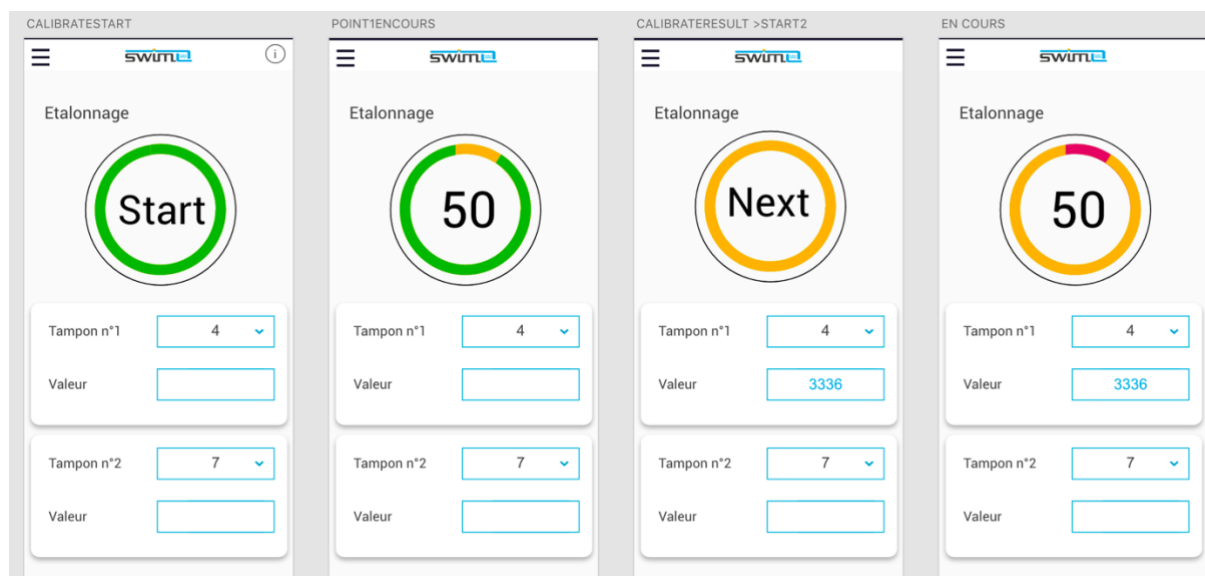 CALIBRATESTART
swim
i
Etalonnage
Start
Tampon n°1 4
Valeur
Tampon n°2 7
Valeur
POINT1ENCOURS
swim
Etalonnage
50
Tampon n°1 4
Valeur
Tampon n°2 7
Valeur
CALIBRATERESULT >START2
swim
Etalonnage
Next
Tampon n°1 4
Valeur 3336
Tampon n°2 7
Valeur
EN COURS
swim
Etalonnage
50
Tampon n°1 4
Valeur 3336
Tampon n°2 7
Valeur